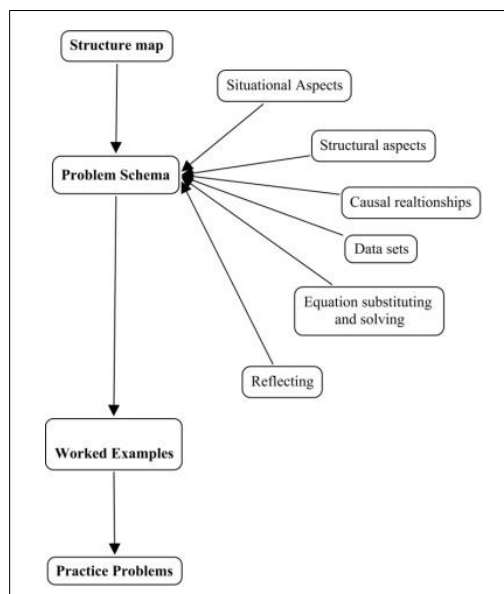 Structure map
Situational Aspects
Structural aspects
Problem Schema
Causal realtionships
Data sets
Equation substituting
and solving
Reflecting
Worked Examples
Practice Problems